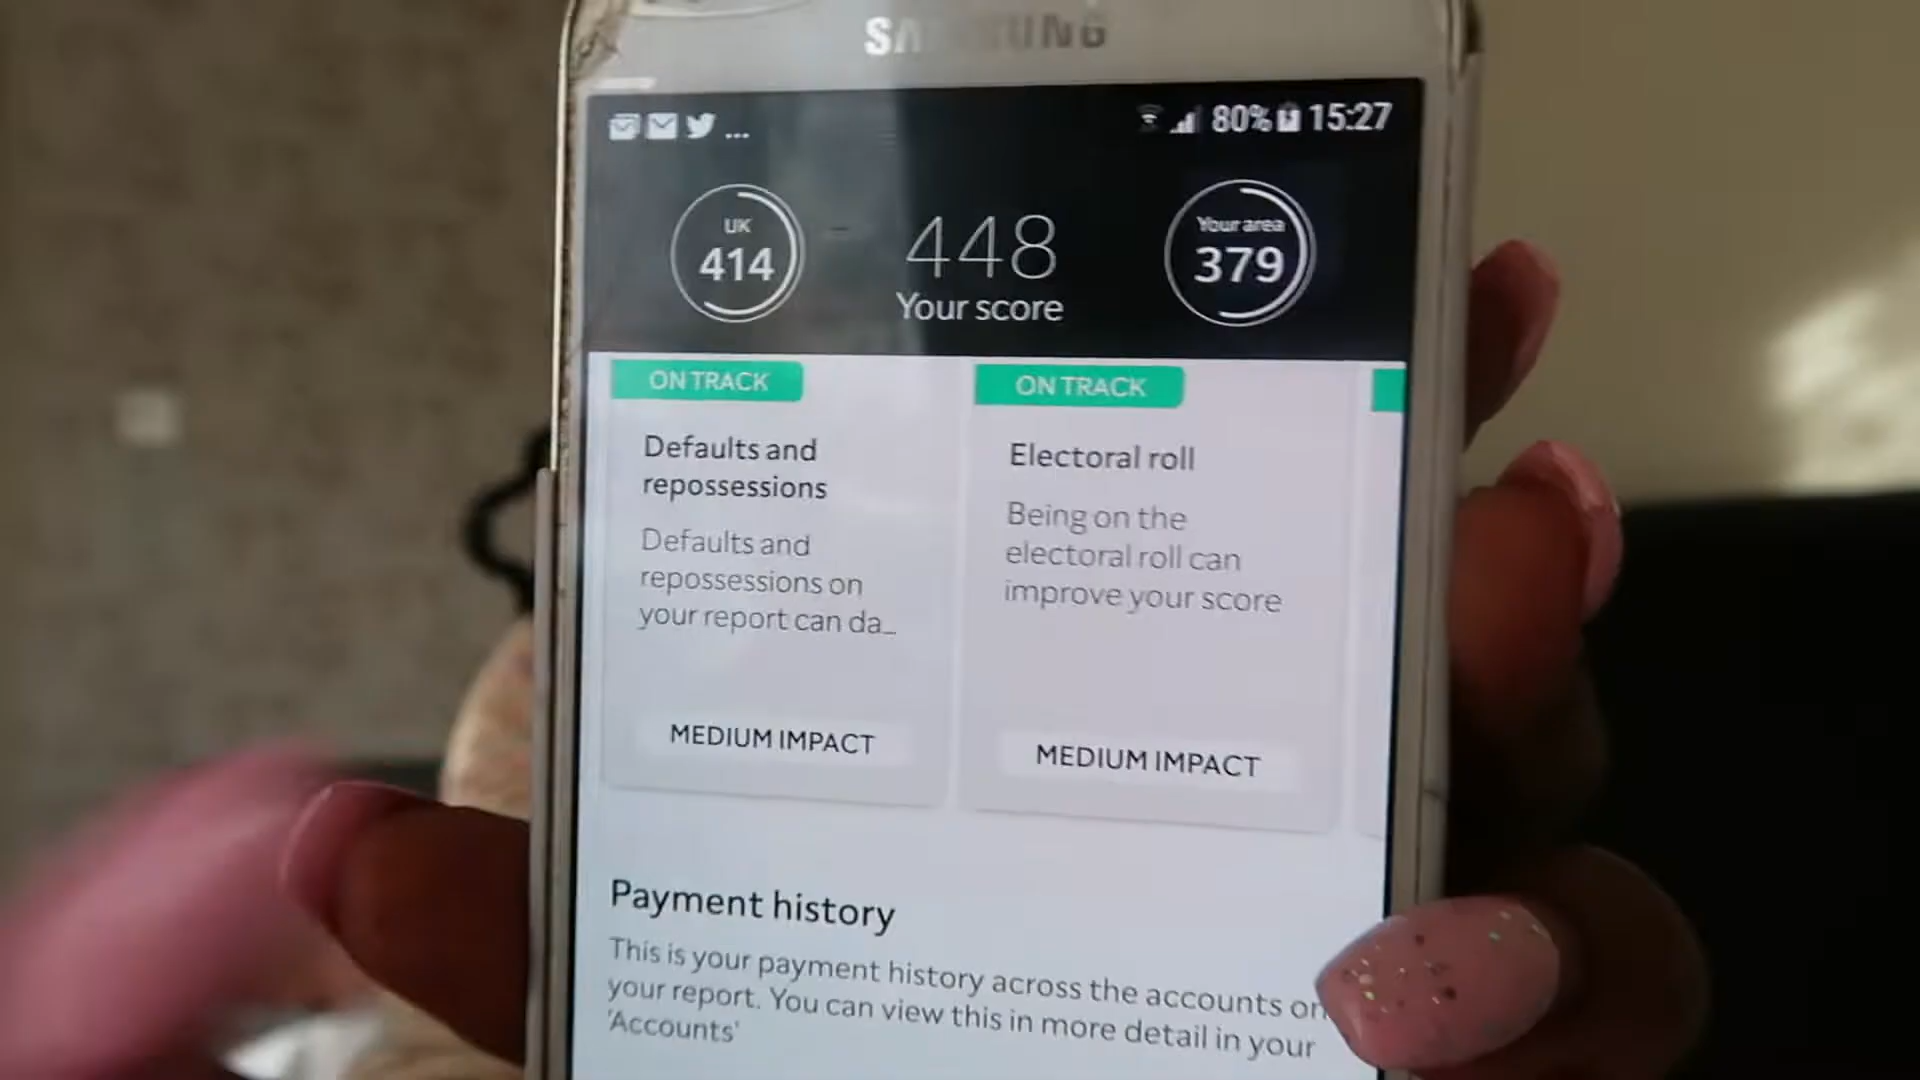 SAMSUNG
... 80% 15:27
UK
414
448
Your score
Your area
379
ON TRACK
Defaults and
repossessions
Defaults and
repossessions on
your report can da...
MEDIUM IMPACT
ON TRACK
Electoral roll
Being on the
electoral roll can
improve your score
MEDIUM IMPACT
Payment history
This is your payment history across the accounts on
your report. You can view this in more detail in your
'Accounts'